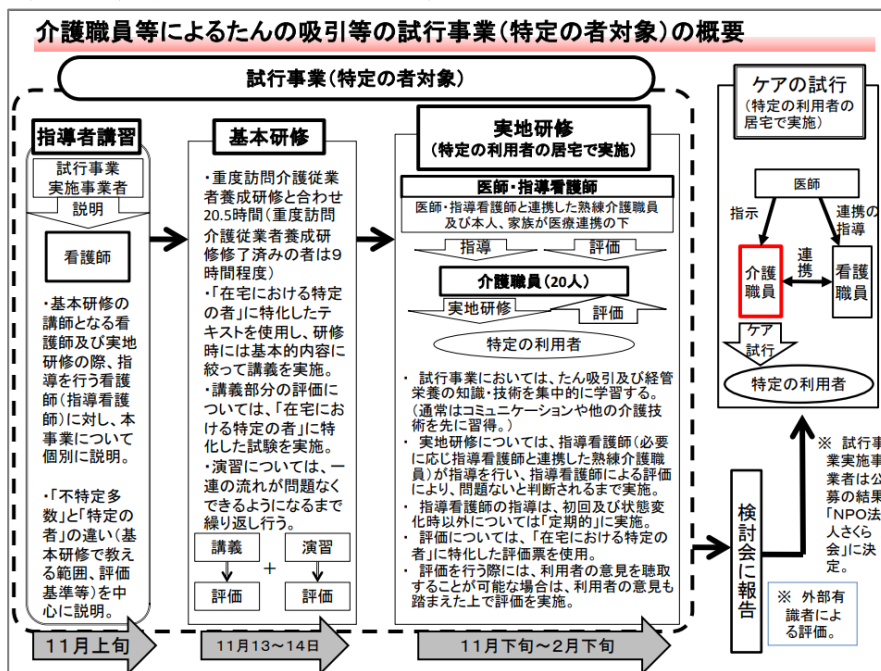 介護職員等によるたんの吸引等の試行事業(特定の者対象)の概要
試行事業(特定の者対象)
指導者講習
試行事業
実施事業者
説明
看護師
・基本研修の
講師となる看
護師及び実地
研修の際、指
導を行う看護
師(指導看護
師)に対し、本
事業について
個別に説明。
・「不特定多
数」と「特定の
者」の違い(基
本研修で教え
る範囲、評価
基準等)を中
心に説明。
11月上旬
基本研修
・重度訪問介護従業
者養成研修と合わせ
20.5時間(重度訪問
介護従業者養成研
修修了済みの者は9
時間程度)
・「在宅における特定
の者」に特化したテ
キストを使用し、研修
時には基本的内容に
絞って講義を実施。
・講義部分の評価に
ついては、「在宅にお
ける特定の者」に特
化した試験を実施。
・演習については、一
連の流れが問題なく
できるようになるまで
繰り返し行う。
講義
+
演習
評価
評価
11月13~14日
実地研修
(特定の利用者の居宅で実施)
医師・指導看護師
医師・指導看護師と連携した熟練介護職員
及び本人、家族が医療連携の下
指導
評価
介護職員(20人)
実地研修
評価
特定の利用者
・ 試行事業においては、たん吸引及び経管
栄養の知識・技術を集中的に学習する。
(通常はコミュニケーションや他の介護技
術を先に習得。)
・ 実地研修については、指導看護師(必要
に応じ指導看護師と連携した熟練介護職
員)が指導を行い、指導看護師による評価
により、問題ないと判断されるまで実施。
・ 指導看護師の指導は、初回及び状態変
化時以外については「定期的」に実施。
・ 評価については、「在宅における特定の
者」に特化した評価票を使用。
・ 評価を行う際には、利用者の意見を聴取
することが可能な場合は、利用者の意見も
踏まえた上で評価を実施。
11月下旬~2月下旬
ケアの試行
(特定の利用者の
居宅で実施)
医師
指示
連携の
指導
介護
職員
連携
看護
職員
ケア
試行
特定の利用者
検討会に報告
※ 試行事
業実施事
業者は公
募の結果
「NPO法
人さくら
会」に決
定。
※ 外部有
識者によ
る評価。